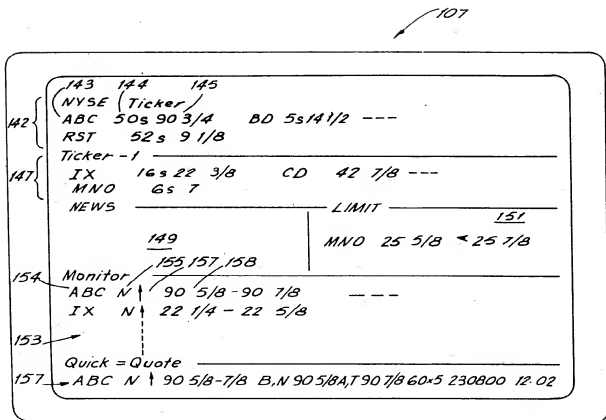 107
143 144 145
NYSE (Ticker)
142 ABC 50s 90 3/4 BD 5s14 1/2 ---
RST 52s 9 1/8
Ticker-1
147 IX 16s 22 3/8 CD 42 7/8 ---
MNO 6s 7
NEWS LIMIT
151
149 MNO 25 5/8 < 25 7/8
155, 157, 158
Monitor
154 ABC N ↑ 90 5/8-90 7/8 ---
IX N ↑ 22 1/4 - 22 5/8
153
Quick = Quote
157 ABC N ↑ 90 5/8-7/8 B,N 90 5/8A,T 90 7/8 60×5 230800 12:02